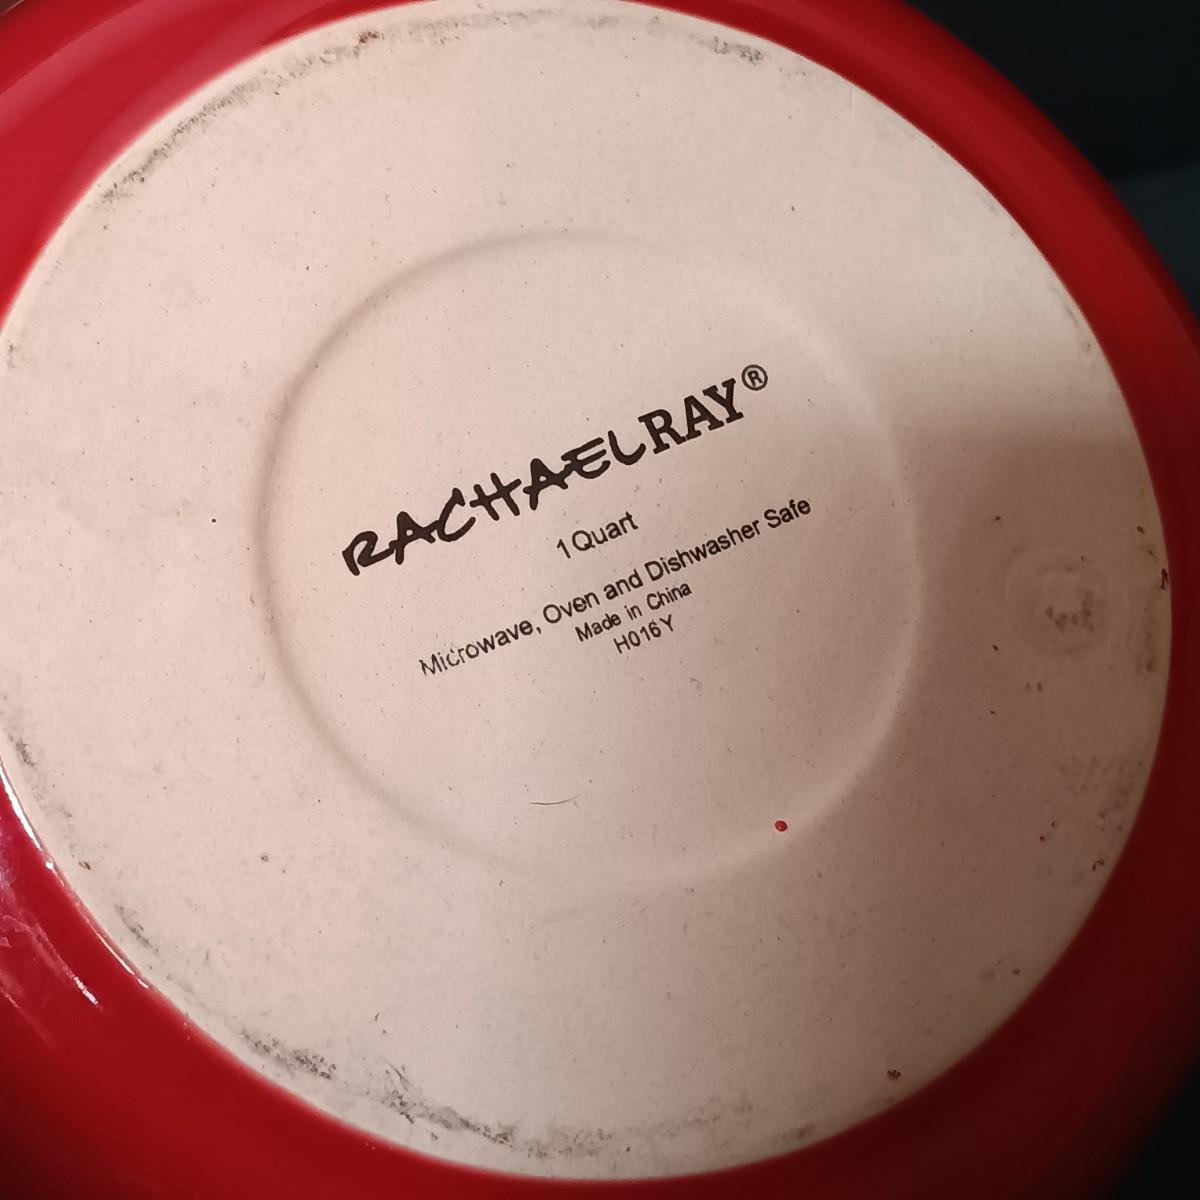 RACHAELRAY®
1 Quart
Microwave, Oven and Dishwasher Safe
Made in China
H016Y